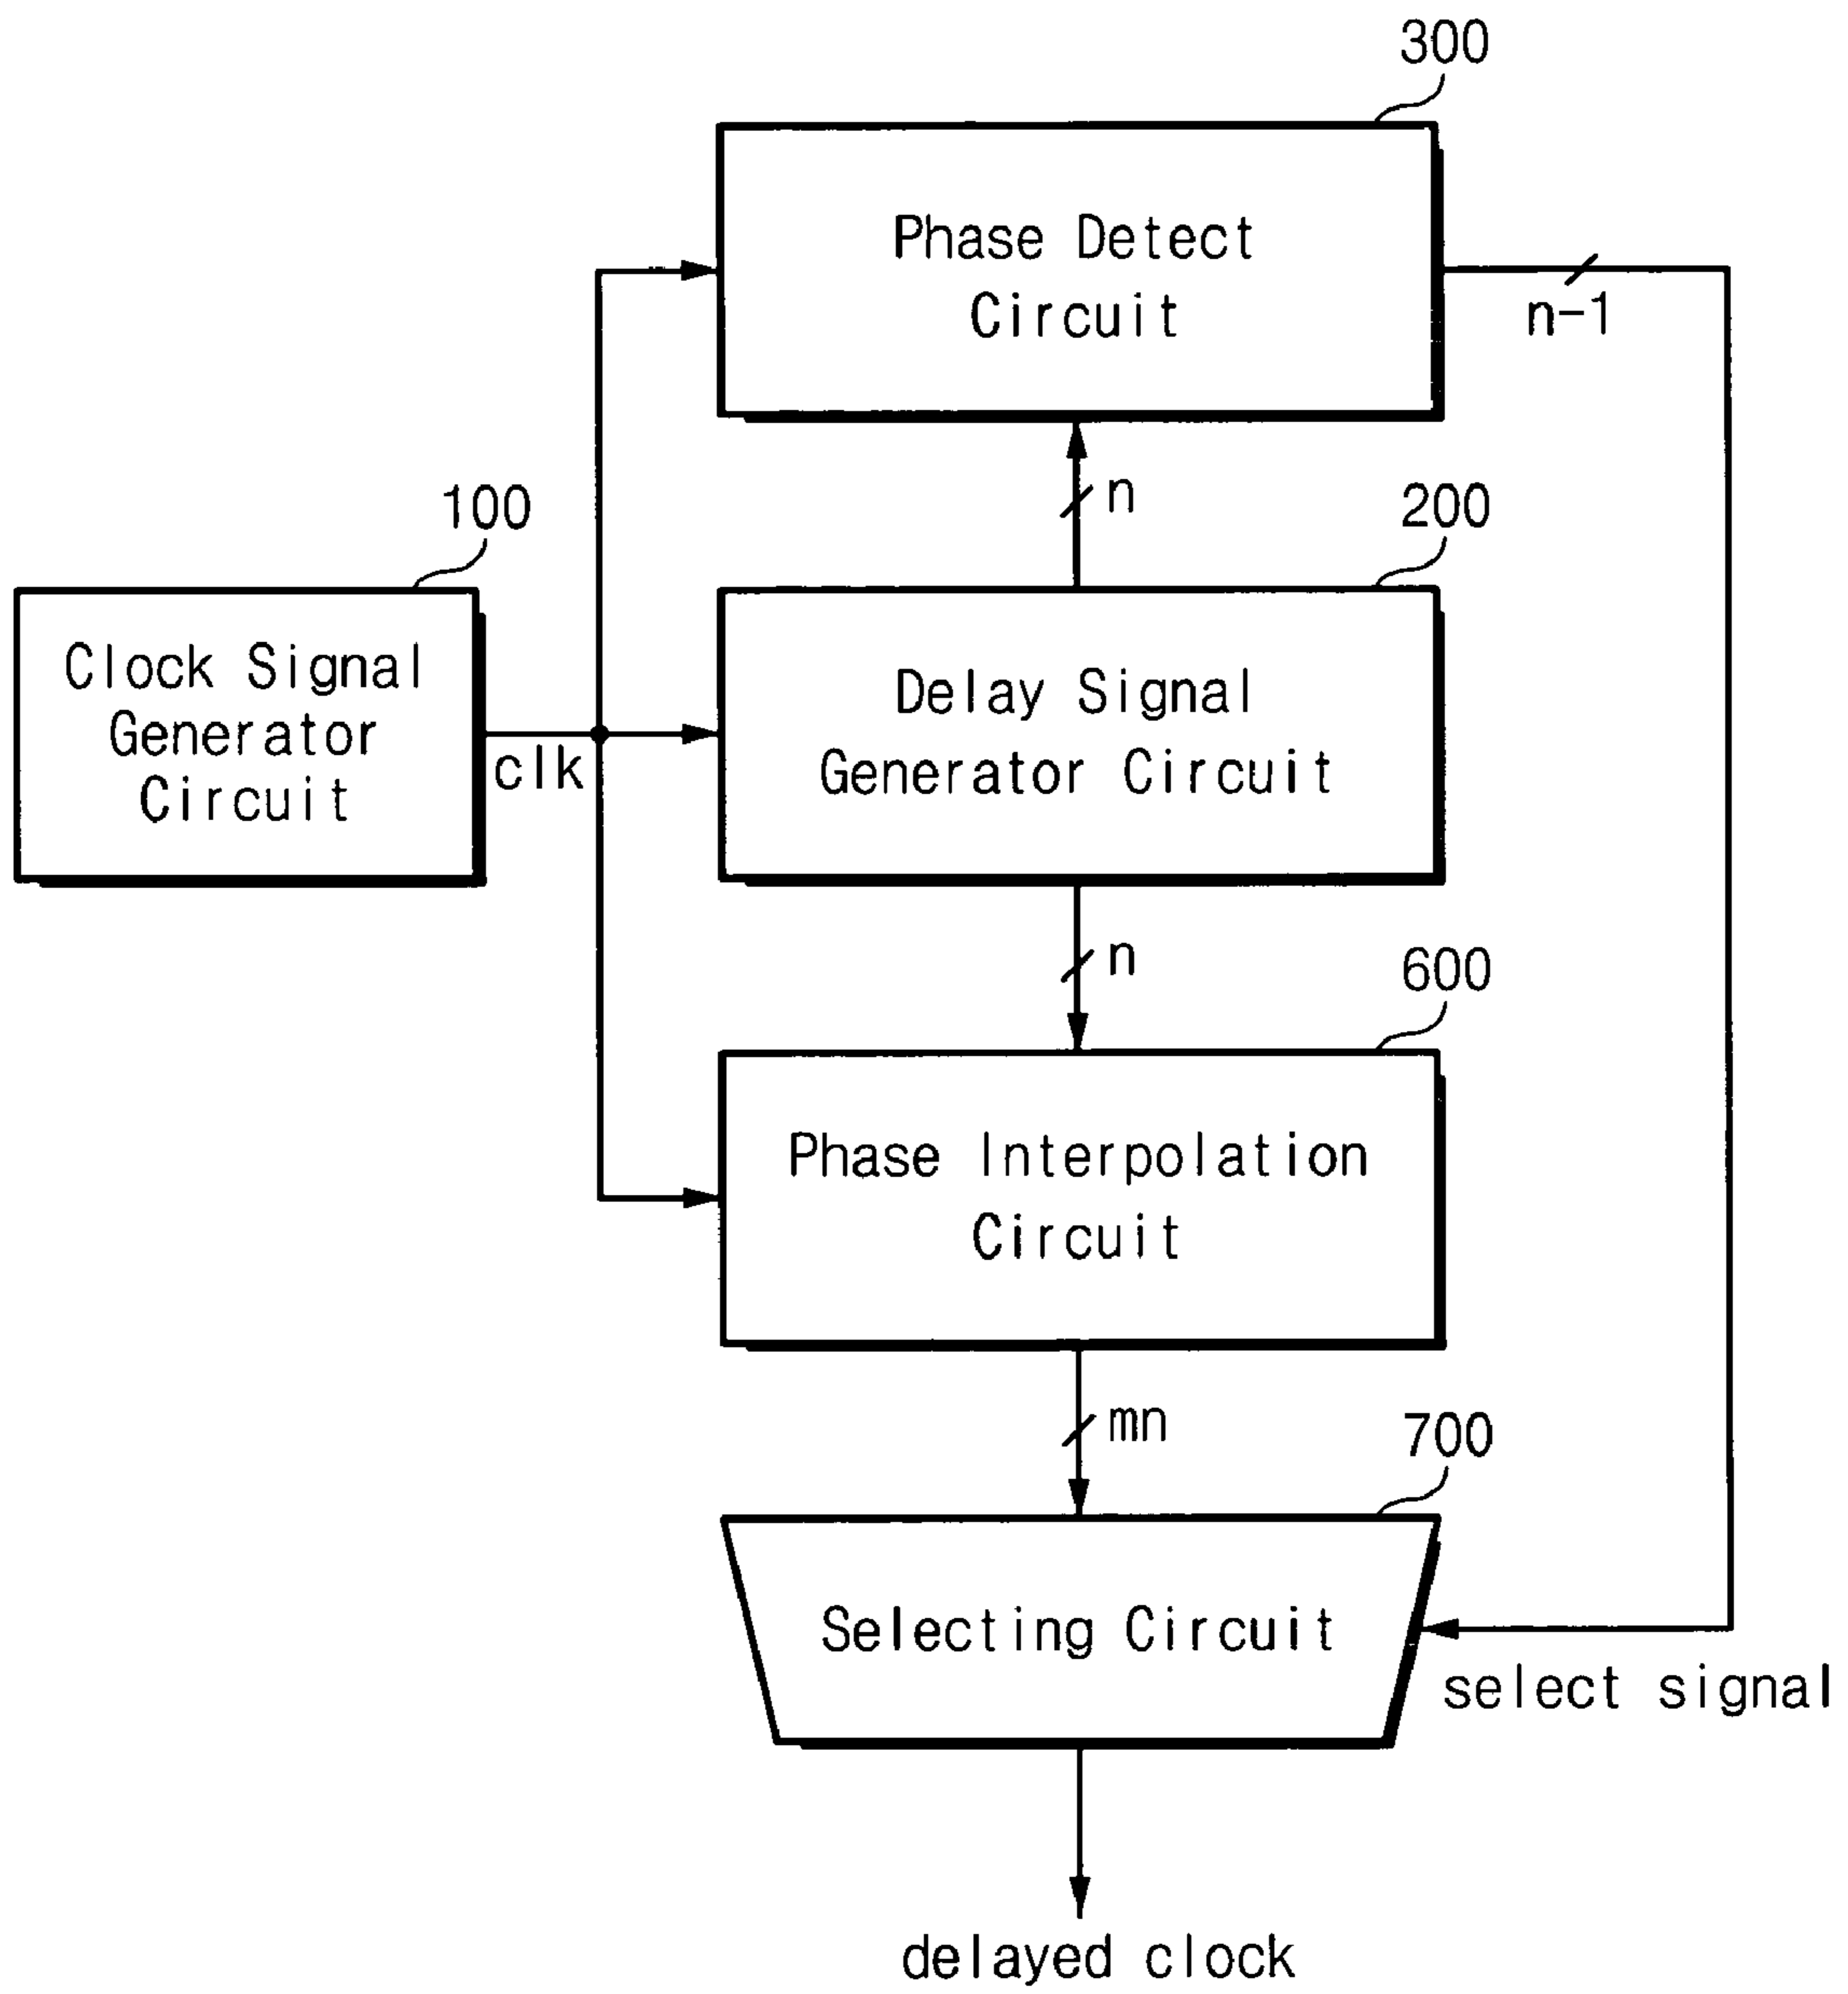 300
Phase Detect
Circuit
n-1
n
100
200
Clock Signal
Generator
Circuit
clk
Delay Signal
Generator Circuit
n
600
Phase Interpolation
Circuit
mn
700
Selecting Circuit
select signal
delayed clock